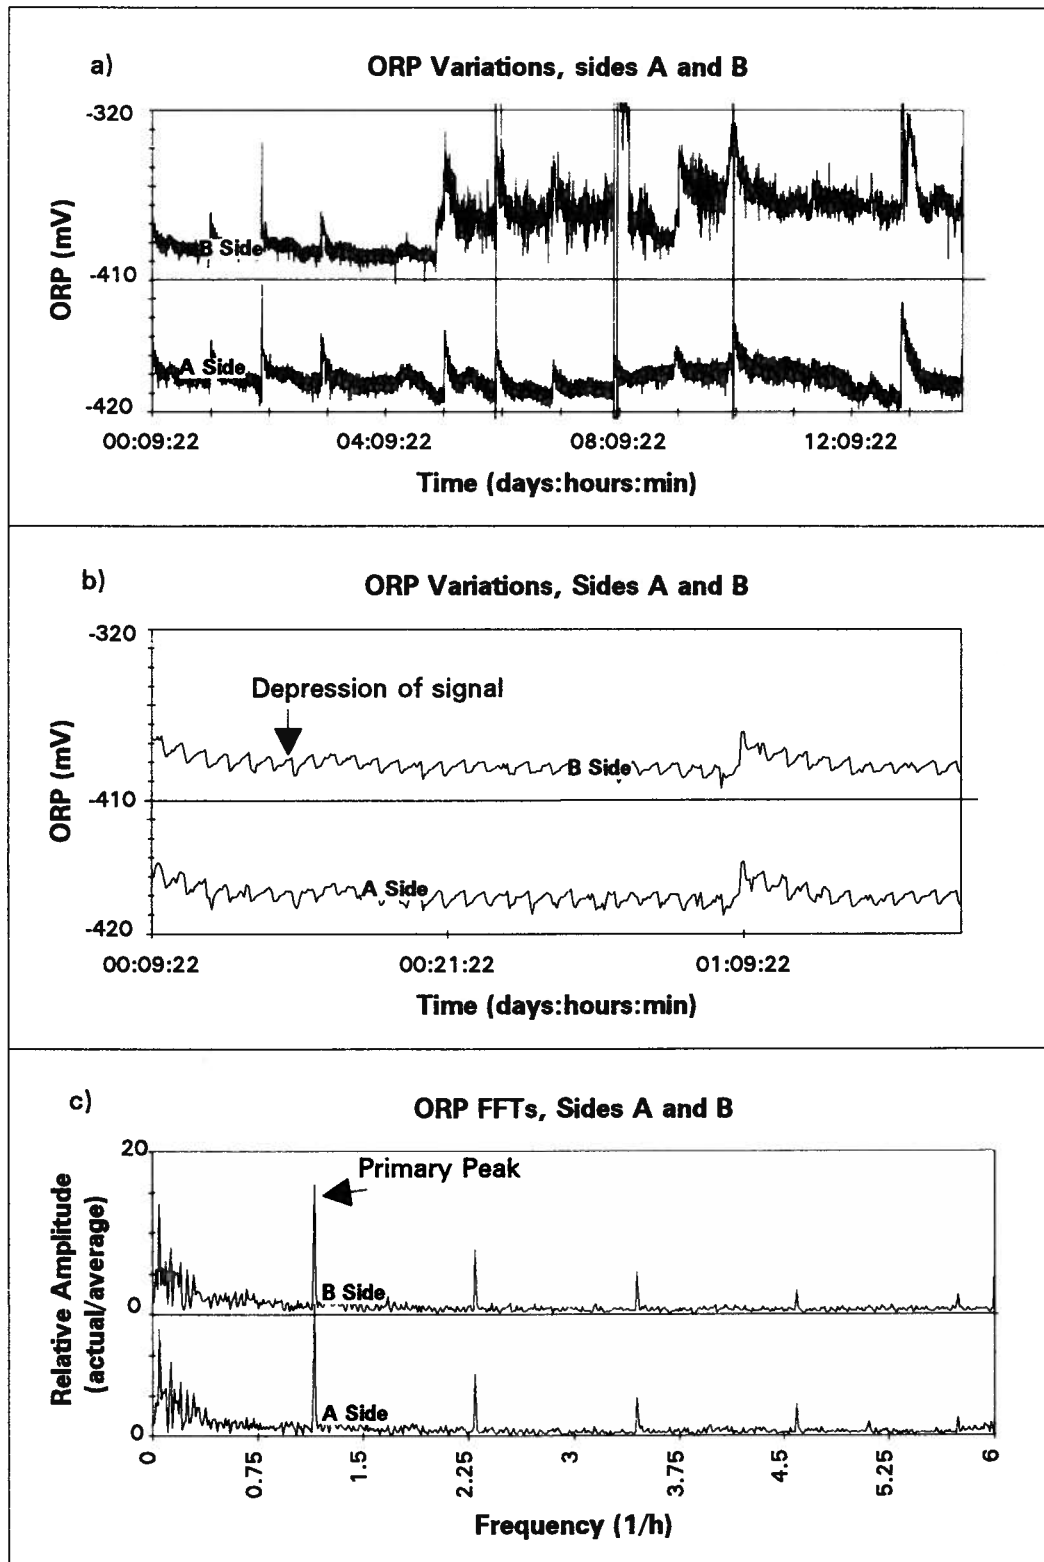 a)
ORP Variations, sides A and B
-320
-410
-420
ORP (mV)
B Side
A Side
00:09:22
04:09:22
08:09:22
12:09:22
Time (days:hours:min)
b)
ORP Variations, Sides A and B
-320
-410
-420
ORP (mV)
Depression of signal
B Side
A Side
00:09:22
00:21:22
01:09:22
Time (days:hours:min)
c)
ORP FFTs, Sides A and B
20
0
0
Relative Amplitude
(actual/average)
Primary Peak
B Side
A Side
0
0.75
1.5
2.25
3
3.75
4.5
5.25
6
Frequency (1/h)